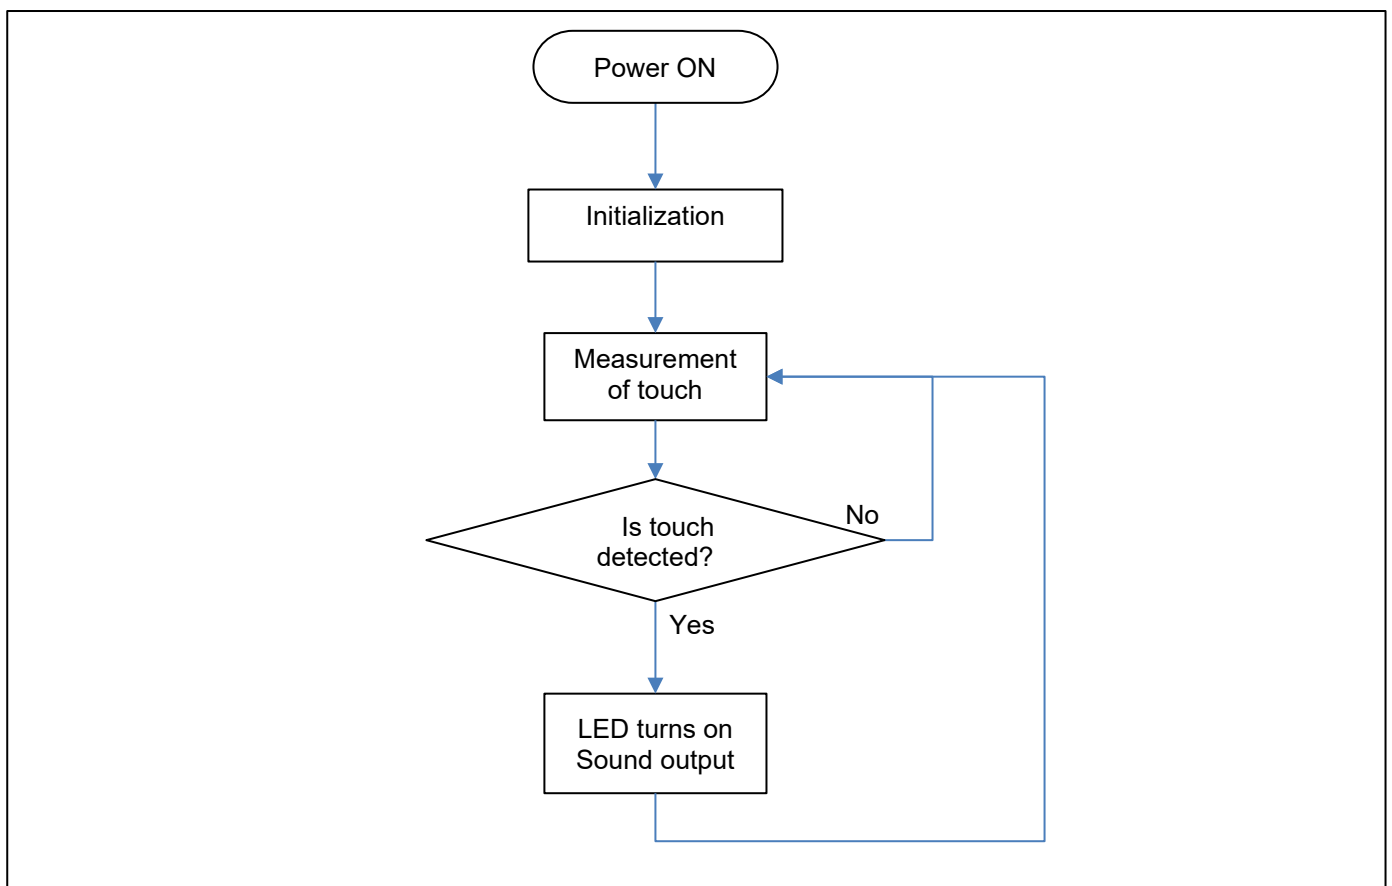 Power ON
Initialization
Measurement
of touch
No
Is touch
detected?
Yes
LED turns on
Sound output